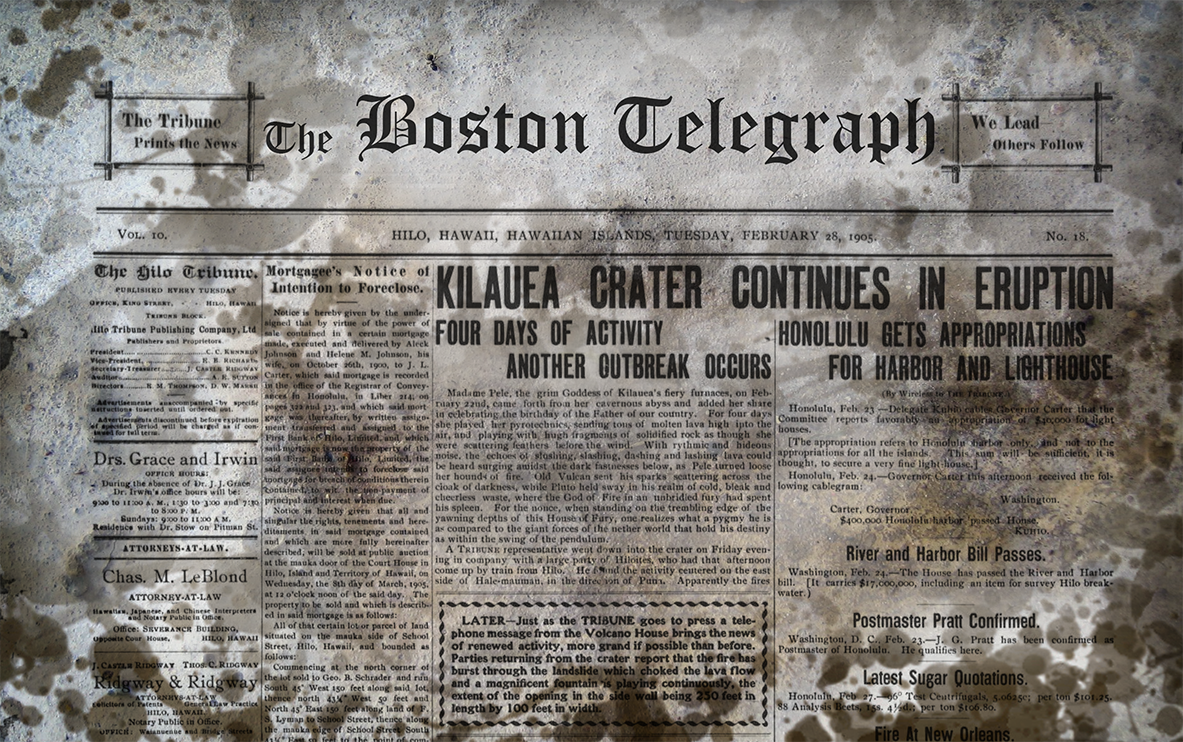 The Tribune
Prints the News
The Boston Telegraph
We Lead
Others Follow
VOL. 10.
HILO, HAWAII, HAWAIIAN ISLANDS, TUESDAY, FEBRUARY 28, 1905.
No. 18.
The Hilo Tribune.
PUBLISHED EVERY TUESDAY
OFFICE, KING STREET, - - HILO, HAWAII
TRIBUNE BLOCK.
Hilo Tribune Publishing Company, Ltd
Publishers and Proprietors.
President C. C. KENNEDY
Vice-President, E. E. RICHARDS
Secretary-Treasurer J. CASTLE RIDGWAY
Auditor A. E. SUTTON
Directors E. M. THOMPSON, D. W. MARSH
Advertisements unaccompanied by specific
instructions inserted until ordered out.
Advertisements discontinued before expiration
of specified period will be charged as if con-
tinued for full term.
Drs. Grace and Irwin
OFFICE HOURS:
During the absence of Dr. J. J. Grace
Dr. Irwin's office hours will be:
9:00 to 11:00 A. M., 1:30 to 3:00 and 7:30
to 8:00 P. M.
Sundays: 9:00 to 11:00 A.M.
Residence with Dr. Stow on Pitman St.
ATTORNEYS-AT-LAW.
Chas. M. LeBlond
ATTORNEY-AT-LAW
Hawaiian, Japanese, and Chinese Interpreters
and Notary Public in Office.
Office: SEVERANCE BUILDING,
Opposite Court House, HILO, HAWAII
J. CASTLE RIDGWAY THOS. C. RIDGWAY
Ridgway & Ridgway
ATTORNEYS-AT-LAW
Solicitors of Patents General Law Practice
HILO, HAWAII
Notary Public in Office.
OFFICE: Waianuenue and Bridge Streets
Mortgagee's Notice of
Intention to Foreclose.
Notice is hereby given by the under-
signed that by virtue of the power of
sale contained in a certain mortgage
made, executed and delivered by Aleck
Johnson and Helene M. Johnson, his
wife, on October 26th, 1900, to J. L.
Carter, which said mortgage is recorded
in the office of the Registrar of Convey-
ances in Honolulu, in Liber 214, on
pages 322 and 323, and which said mort-
gage was thereafter, by written assign-
ment transferred and assigned to the
First Bank of Hilo, Limited, and which
said mortgage is now the property of the
said First Bank of Hilo, Limited, the
said assignee intends to foreclose said
mortgage for breach of conditions therein
contained, to wit, the non-payment of
principal and interest when due.
Notice is hereby given that all and
singular the rights, tenements and here-
ditaments in said mortgage contained
and which are more fully hereinafter
described, will be sold at public auction
at the mauka door of the Court House in
Hilo, Island and Territory of Hawaii, on
Wednesday, the 8th day of March, 1905,
at 12 o'clock noon of the said day. The
property to be sold and which is describ-
ed in said mortgage is as follows:
All of that certain lot or parcel of land
situated on the mauka side of School
Street, Hilo, Hawaii, and bounded as
follows:
Commencing at the north corner of
lot sold to Geo. B. Schrader and run
South 45° West 150 feet along said lot,
thence north 43¼° West 50 feet and
North 45° East 150 feet along land of F.
S. Lyman to School Street, thence along
the mauka edge of School Street South
KILAUEA CRATER CONTINUES IN ERUPTION
FOUR DAYS OF ACTIVITY
ANOTHER OUTBREAK OCCURS
Madame Pele, the grim Goddess of Kilauea's fiery furnaces, on Feb-
ruary 22nd, came forth from her cavernous abyss and added her share
in celebrating the birthday of the Father of our country. For four days
she played her pyrotechnics, sending tons of molten lava high into the
air, and playing with hugh fragments of solidified rock as though she
were scattering feathers before the wind. With rythmic and hideous
noise, the echoes of slushing, slashing, dashing and lashing lava could
be heard surging amidst the dark fastnesses below, as Pele turned loose
her hounds of fire. Old Vulcan sent his sparks scattering across the
cloak of darkness, while Pluto held sway in his realm of cold, bleak and
cheerless waste, where the God of Fire in an unbridled fury had spent
his spleen. For the nonce, when standing on the trembling edge of the
yawning depths of this House of Fury, one realizes what a pygmy he is
as compared to the giant forces of the nether world that hold his destiny
as within the swing of the pendulum.
A TRIBUNE representative went down into the crater on Friday even-
ing in company with a large party of Hiloites, who had that afternoon
come up by train from Hilo. He found the activity centered on the east
side of Hale-mauman, in the direction of Puna. Apparently the fires
LATER—Just as the TRIBUNE goes to press a tele-
phone message from the Volcano House brings the news
of renewed activity, more grand if possible than before.
Parties returning from the crater report that the fire has
burst through the landslide which choked the lava flow
and a magnificent fountain is playing continuously, the
extent of the opening in the side wall being 250 feet in
length by 100 feet in width.
HONOLULU GETS APPROPRIATIONS
FOR HARBOR AND LIGHTHOUSE
(By Wireless to THE TRIBUNE.)
Honolulu, Feb. 23—Delegate Kuhio cables Governor Carter that the
Committee reports favorably an appropriation of $40,000 for light
houses.
[The appropriation refers to Honolulu harbor only, and not to the
appropriations for all the islands. This sum will be sufficient, it is
thought, to secure a very fine light-house.]
Honolulu, Feb. 24.—Governor Carter this afternoon received the fol-
lowing cablegram:
Washington.
Carter, Governor.
$400,000 Honolulu harbor passed House.
KUHIO.
River and Harbor Bill Passes.
Washington, Feb. 24.—The House has passed the River and Harbor
bill. [It carries $17,000,000, including an item for survey Hilo break-
water.]
Postmaster Pratt Confirmed.
Washington, D. C., Feb. 23.—J. G. Pratt has been confirmed as
Postmaster of Honolulu. He qualifies here.
Latest Sugar Quotations.
Honolulu, Feb 27.—96° Test Centrifugals, 5.0625c; per ton $101.25.
88 Analysis Beets, 15s. 4½d.; per ton $106.80.
Fire At New Orleans.